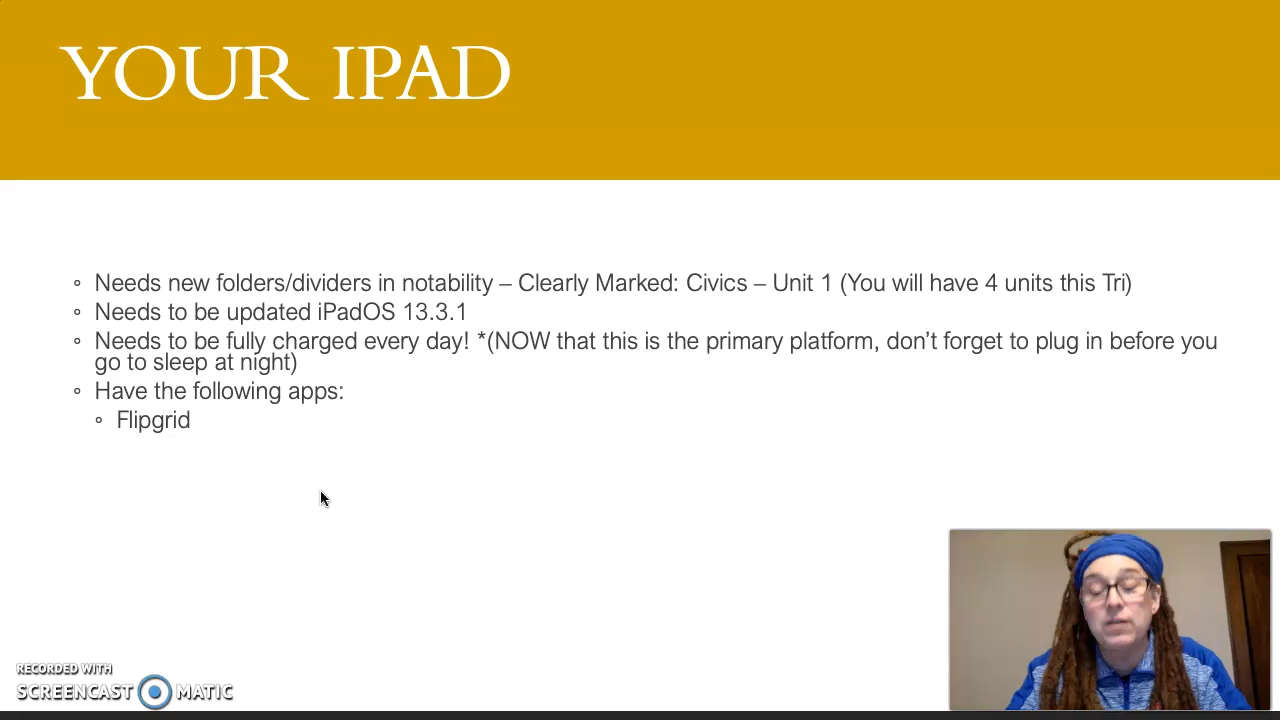 YOUR IPAD
◦ Needs new folders/dividers in notability – Clearly Marked: Civics – Unit 1 (You will have 4 units this Tri)
◦ Needs to be updated iPadOS 13.3.1
◦ Needs to be fully charged every day! *(NOW that this is the primary platform, don’t forget to plug in before you
go to sleep at night)
◦ Have the following apps:
◦ Flipgrid
RECORDED WITH
SCREENCAST MATIC